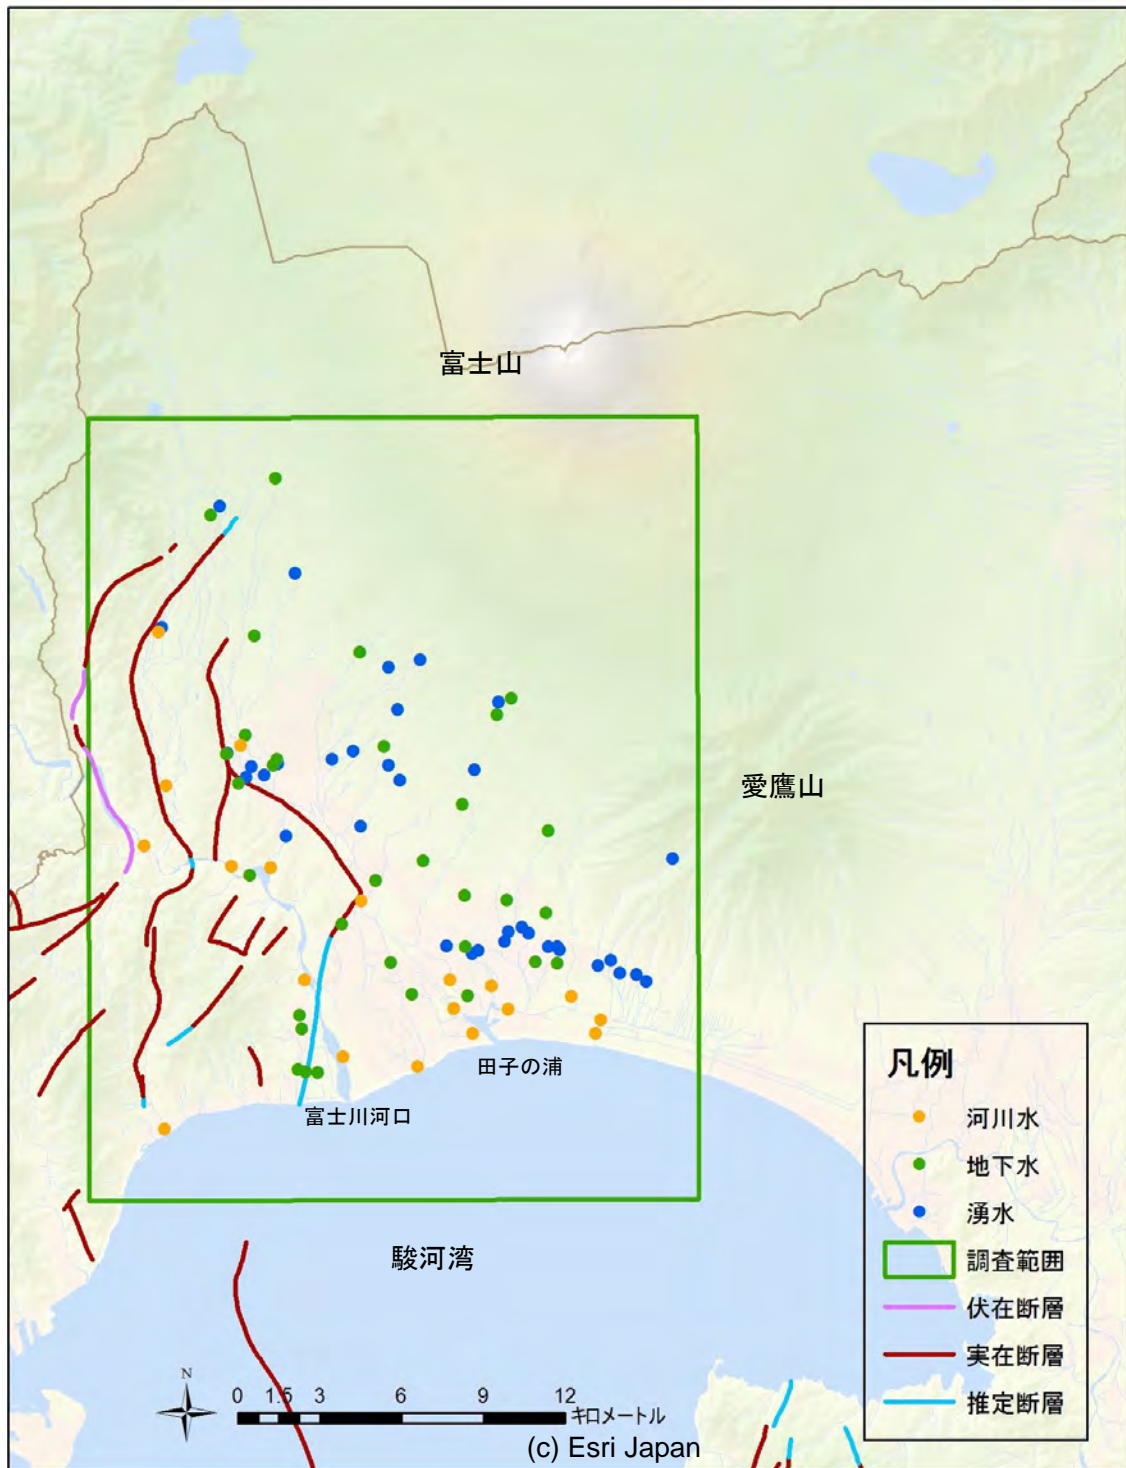 富士山
愛鷹山
田子の浦
富士川河口
駿河湾
凡例
河川水
地下水
湧水
調査範囲
伏在断層
実在断層
推定断層
N
0 1.5 3 6 9 12
キロメートル
(c) Esri Japan